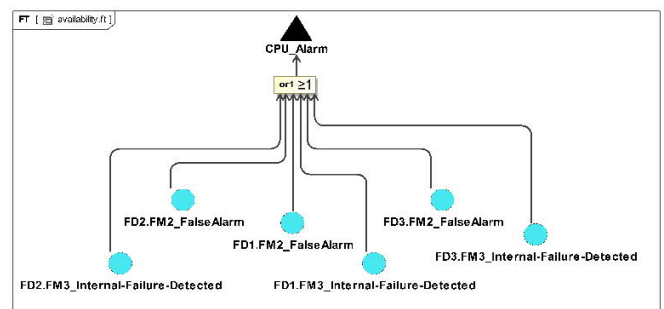 FT [ availability.ft ]
CPU_Alarm
or1 ≥1
FD2.FM2_FalseAlarm
FD3.FM2_FalseAlarm
FD1.FM2_FalseAlarm
FD3.FM3_Internal-Failure-Detected
FD2.FM3_Internal-Failure-Detected
FD1.FM3_Internal-Failure-Detected